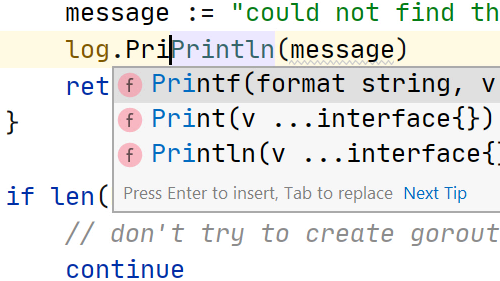 message := "could not find th
log.PriPrintln(message)
ret
f Printf(format string, v
f Print(v ...interface{})
f Println(v ...interface{
}
Press Enter to insert, Tab to replace Next Tip
if len(
// don't try to create gorout
continue